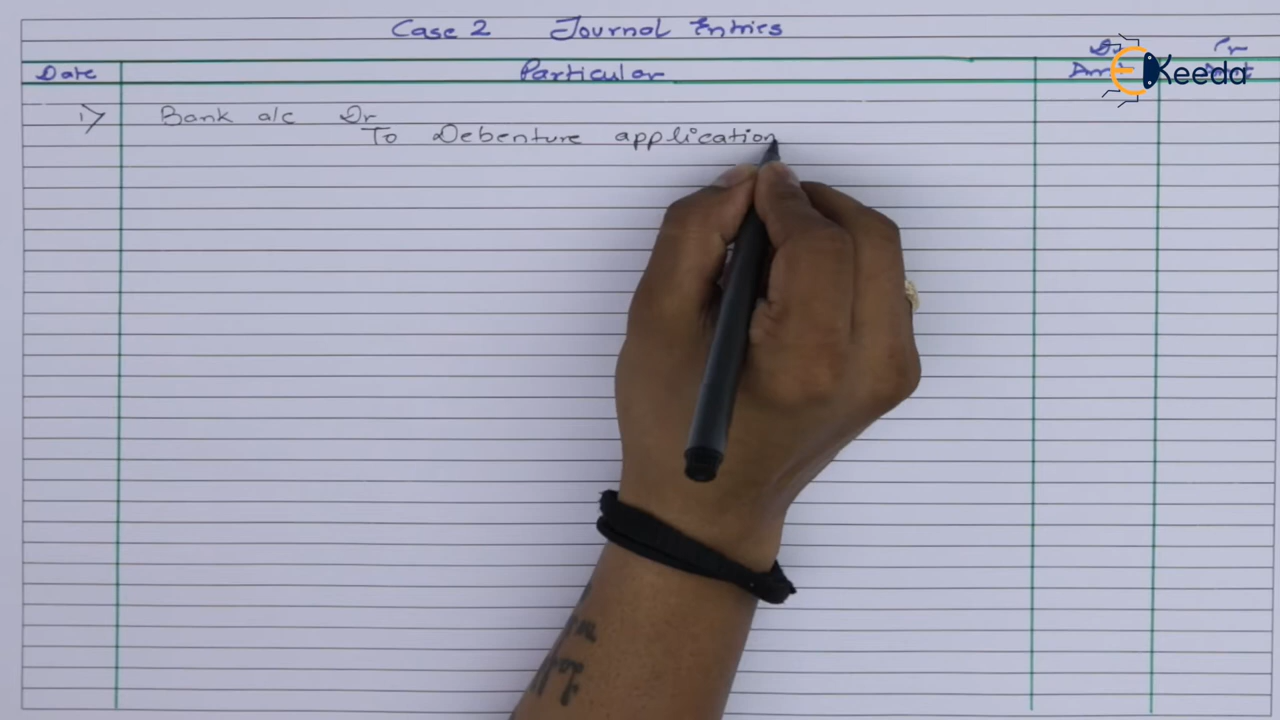 Case 2 Journal Entries
Dr Cr
Date Particular Amt
Keeda
1) Bank a/c Dr
To Debenture application